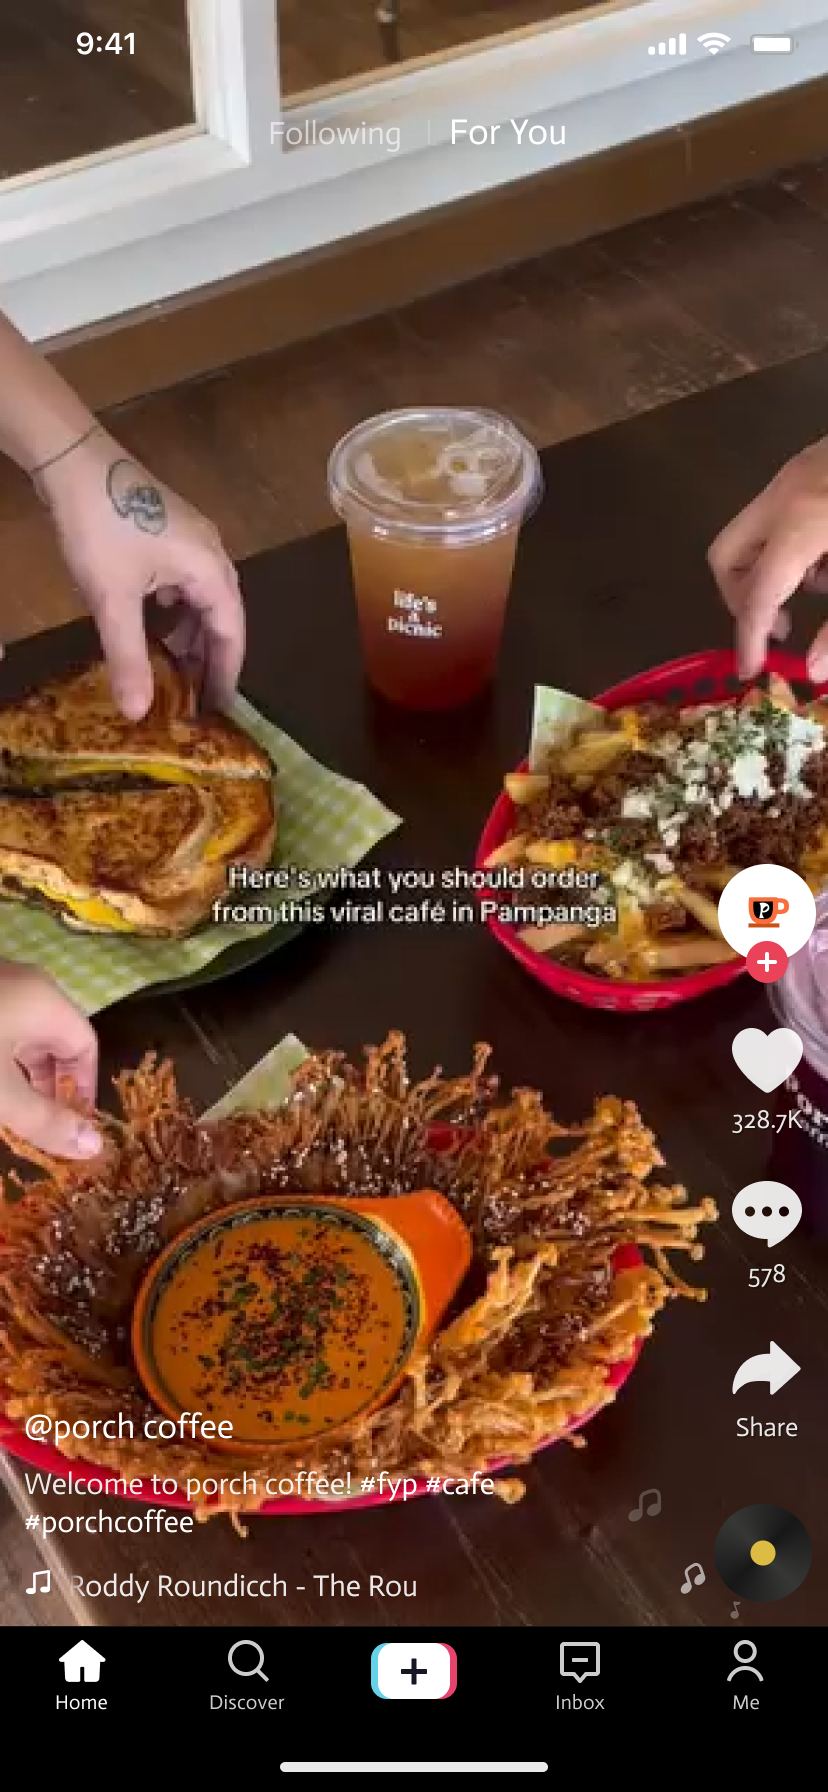 9:41
Following | For You
life's
a
picnic
Here's what you should order
from this viral café in Pampanga
P
328.7K
578
Share
@porch coffee
Welcome to porch coffee! #fyp #cafe
#porchcoffee
Roddy Roundicch - The Rou
Home
Discover
Inbox
Me